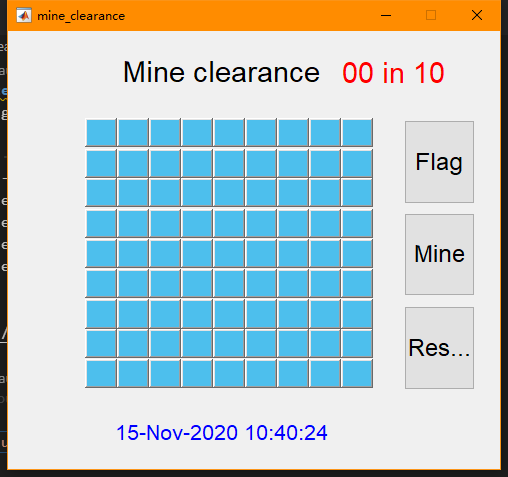 mine_clearance
Mine clearance 00 in 10
Flag
Mine
Res...
15-Nov-2020 10:40:24